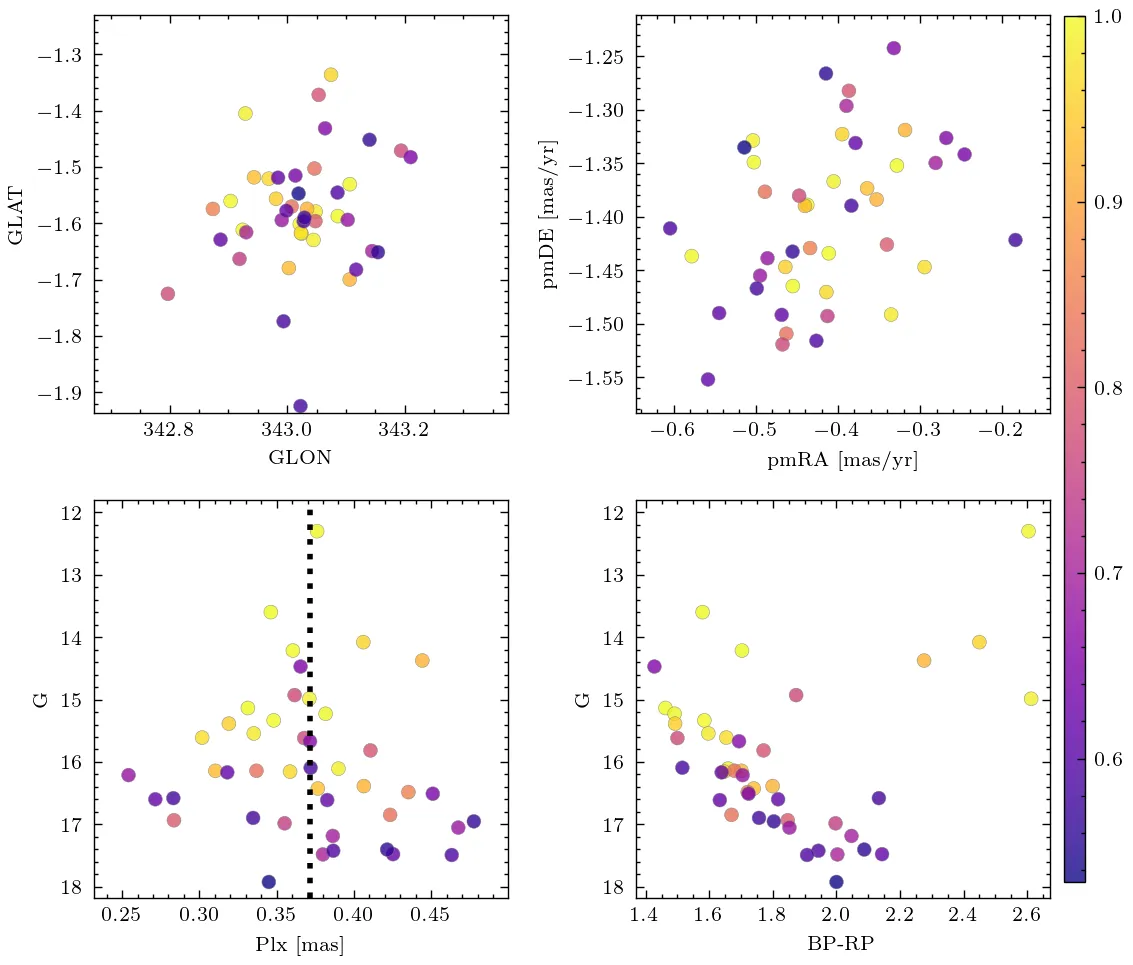 −1.3
−1.4
−1.5
−1.6
−1.7
−1.8
−1.9
GLAT
342.8 343.0 343.2
GLON
−1.25
−1.30
−1.35
−1.40
−1.45
−1.50
−1.55
pmDE [mas/yr]
−0.6 −0.5 −0.4 −0.3 −0.2
pmRA [mas/yr]
12
13
14
15
16
17
18
G
0.25 0.30 0.35 0.40 0.45
Plx [mas]
12
13
14
15
16
17
18
G
1.4 1.6 1.8 2.0 2.2 2.4 2.6
BP-RP
1.0
0.9
0.8
0.7
0.6